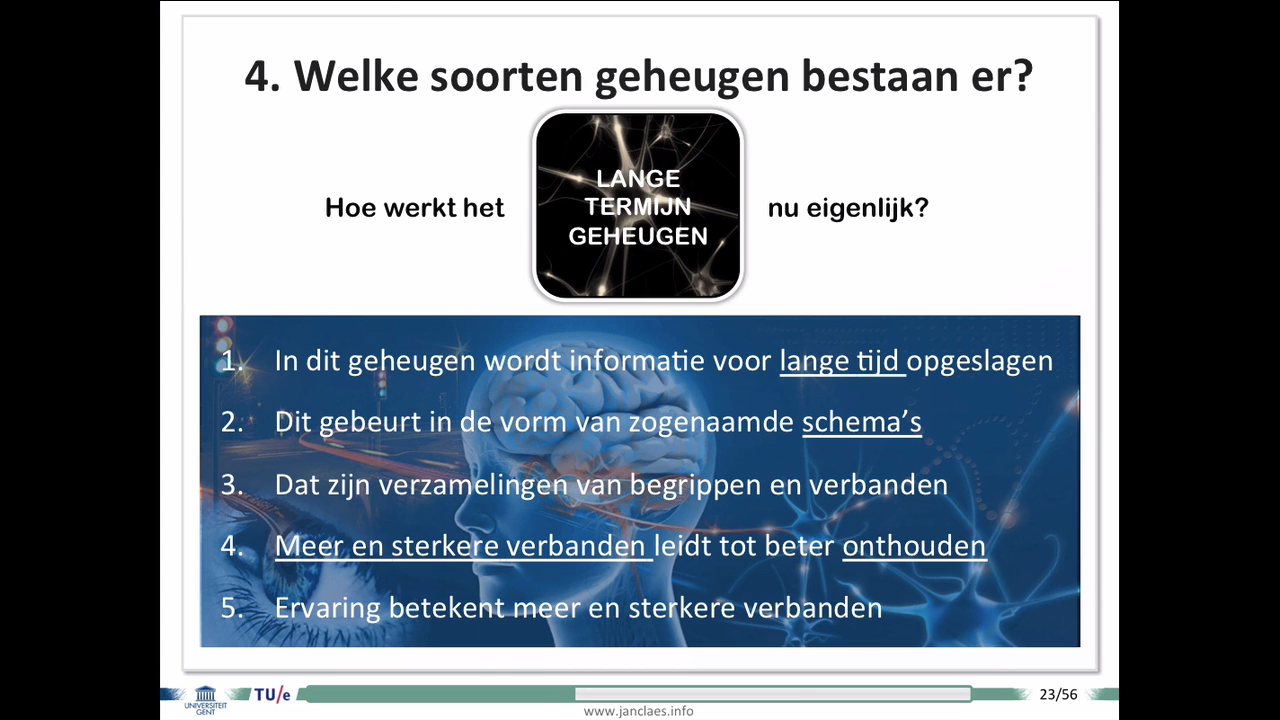 4. Welke soorten geheugen bestaan er?
Hoe werkt het
LANGE
TERMIJN
GEHEUGEN
nu eigenlijk?
1. In dit geheugen wordt informatie voor lange tijd opgeslagen
2. Dit gebeurt in de vorm van zogenaamde schema's
3. Dat zijn verzamelingen van begrippen en verbanden
4. Meer en sterkere verbanden leidt tot beter onthouden
5. Ervaring betekent meer en sterkere verbanden
UNIVERSITEIT
GENT
TU/e
23/56
www.janclaes.info